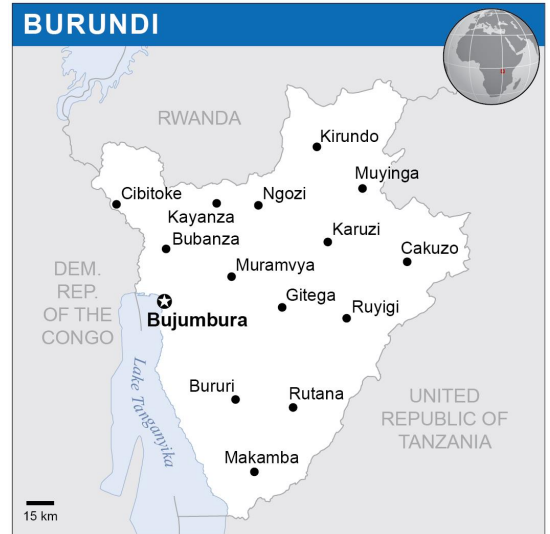 BURUNDI
RWANDA
Kirundo
Muyinga
Cibitoke
Ngozi
Kayanza
Karuzi
Bubanza
Cakuzo
Muramvya
DEM.
REP.
OF THE
CONGO
Gitega
Ruyigi
Bujumbura
Lake Tanganyika
Bururi
Rutana
UNITED
REPUBLIC OF
TANZANIA
Makamba
15 km